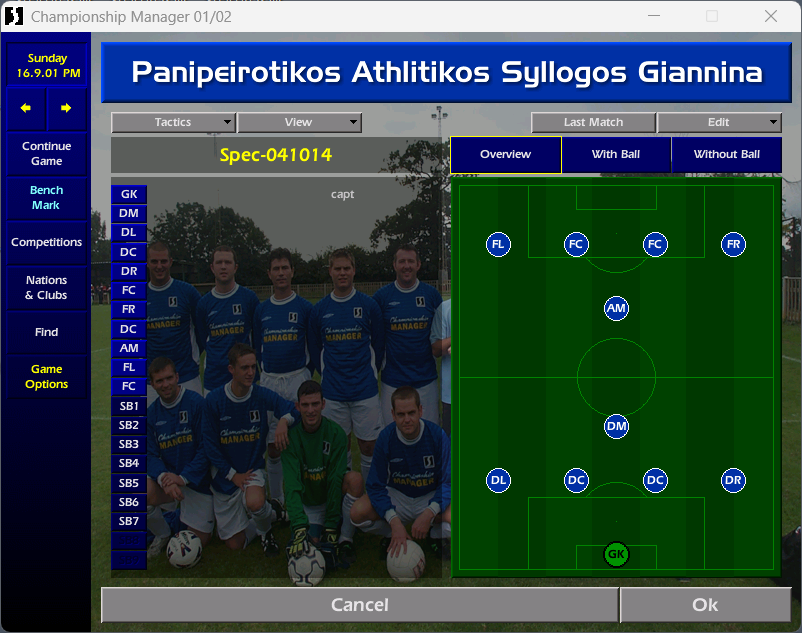 Championship Manager 01/02
Sunday
16.9.01 PM
Continue
Game
Bench
Mark
Competitions
Nations
& Clubs
Find
Game
Options
Panipeirotikos Athlitikos Syllogos Giannina
Tactics
View
Last Match
Edit
Spec-041014
Overview
With Ball
Without Ball
GK
capt
DM
DL
DC
DR
FC
FR
DC
AM
FL
FC
SB1
SB2
SB3
SB4
SB5
SB6
SB7
FL
FC
FC
FR
AM
DM
DL
DC
DC
DR
GK
Championship
MANAGER
Cancel
Ok